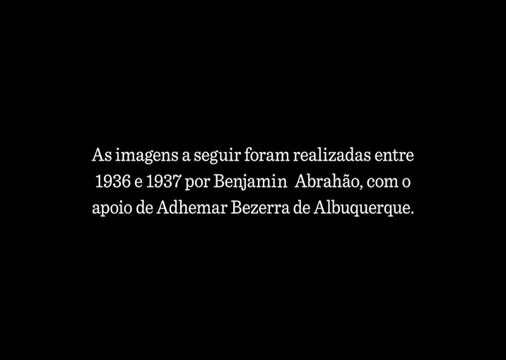 As imagens a seguir foram realizadas entre
1936 e 1937 por Benjamin Abrahão, com o
apoio de Adhemar Bezerra de Albuquerque.